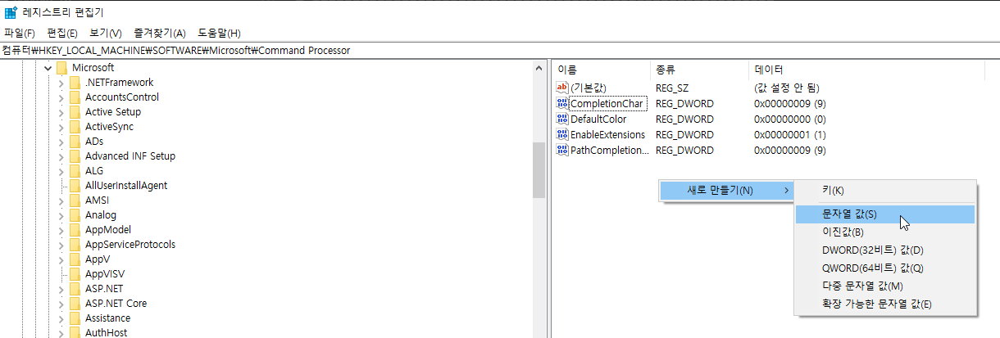 레지스트리 편집기
파일(F) 편집(E) 보기(V) 즐겨찾기(A) 도움말(H)
컴퓨터₩HKEY_LOCAL_MACHINE₩SOFTWARE₩Microsoft₩Command Processor
Microsoft
.NETFramework
AccountsControl
Active Setup
ActiveSync
ADs
Advanced INF Setup
ALG
AllUserInstallAgent
AMSI
Analog
AppModel
AppServiceProtocols
AppV
AppVISV
ASP.NET
ASP.NET Core
Assistance
AuthHost
이름 종류 데이터
(기본값) REG_SZ (값 설정 안 됨)
CompletionChar REG_DWORD 0x00000009 (9)
DefaultColor REG_DWORD 0x00000000 (0)
EnableExtensions REG_DWORD 0x00000001 (1)
PathCompletion... REG_DWORD 0x00000009 (9)
새로 만들기(N)
키(K)
문자열 값(S)
이진값(B)
DWORD(32비트) 값(D)
QWORD(64비트) 값(Q)
다중 문자열 값(M)
확장 가능한 문자열 값(E)